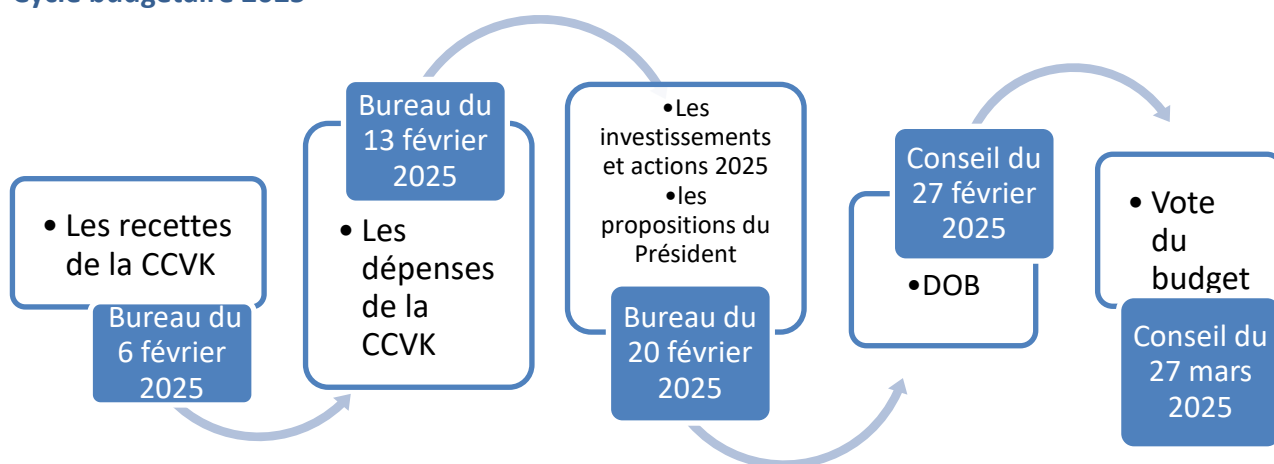 Cycle budgétaire 2025
• Les recettes
de la CCVK
Bureau du
6 février
2025
Bureau du
13 février
2025
• Les
dépenses
de la
CCVK
•Les
investissements
et actions 2025
•les
propositions du
Président
Bureau du
20 février
2025
Conseil du
27 février
2025
•DOB
• Vote
du
budget
Conseil du
27 mars
2025